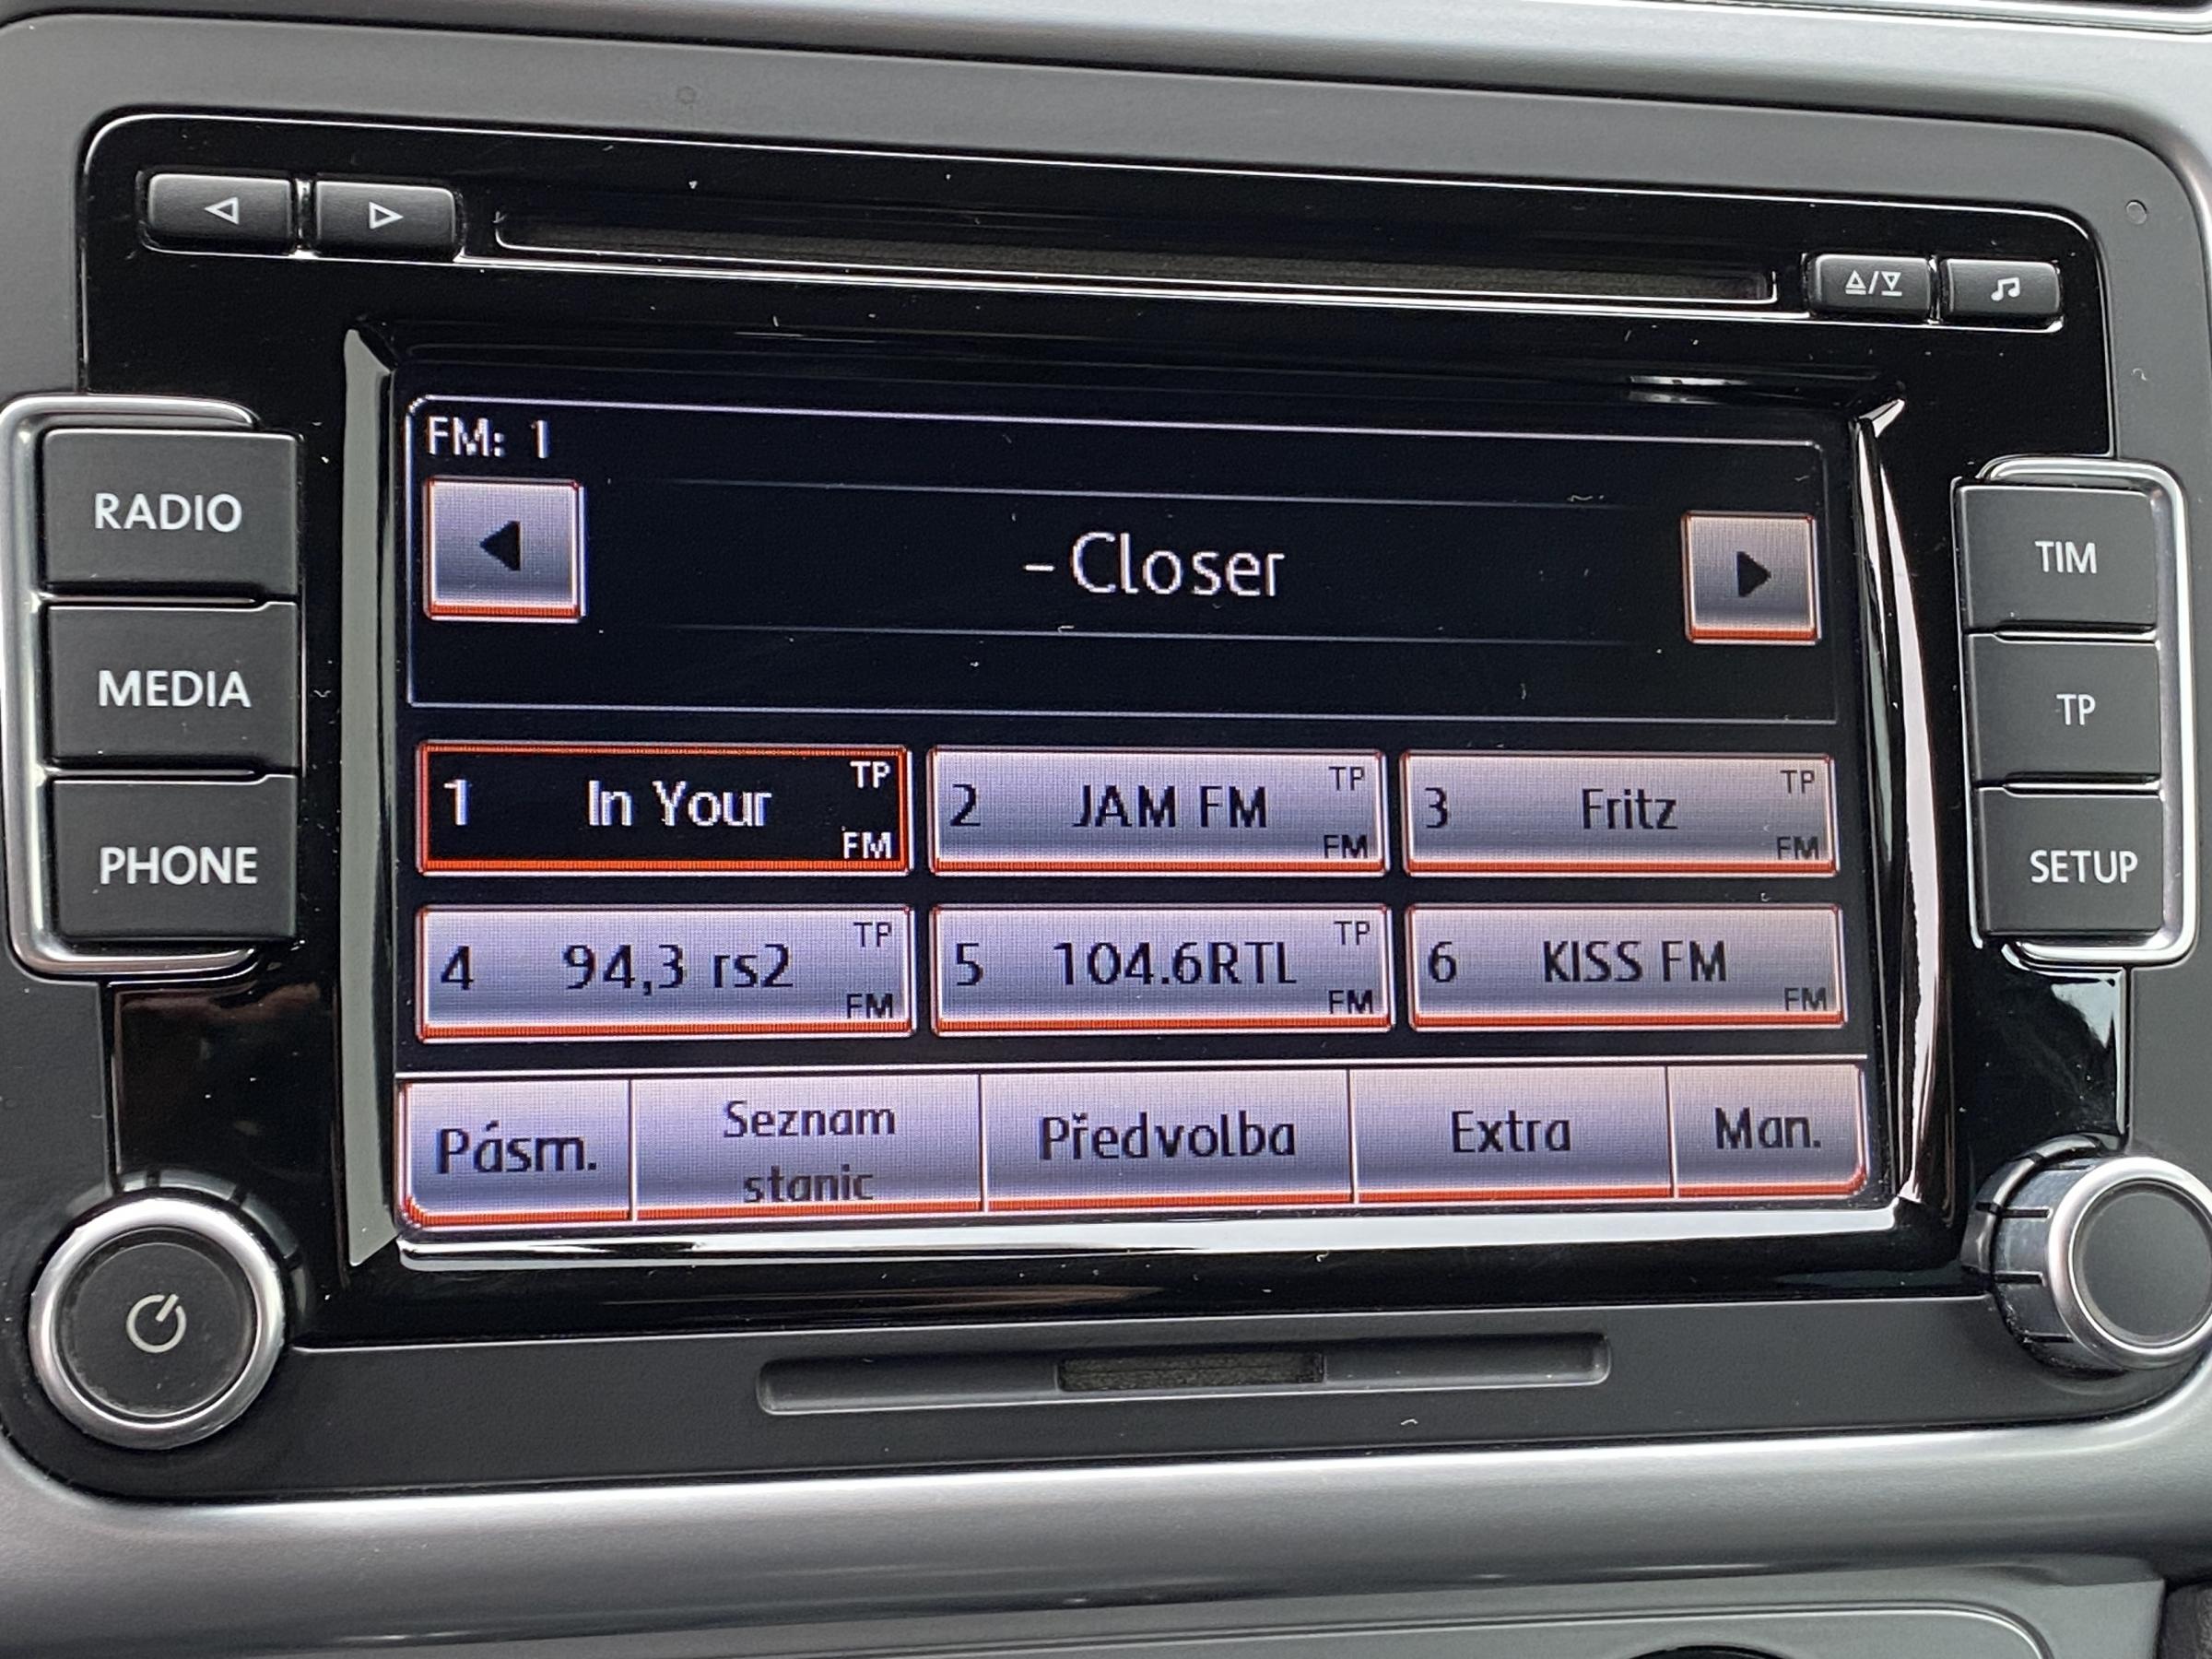 FM: 1
- Closer
RADIO
MEDIA
PHONE
TIM
TP
SETUP
1 In Your TP FM
2 JAM FM TP FM
3 Fritz TP FM
4 94,3 rs2 TP FM
5 104.6RTL TP FM
6 KISS FM FM
Pásm.
Seznam
stanic
Předvolba
Extra
Man.